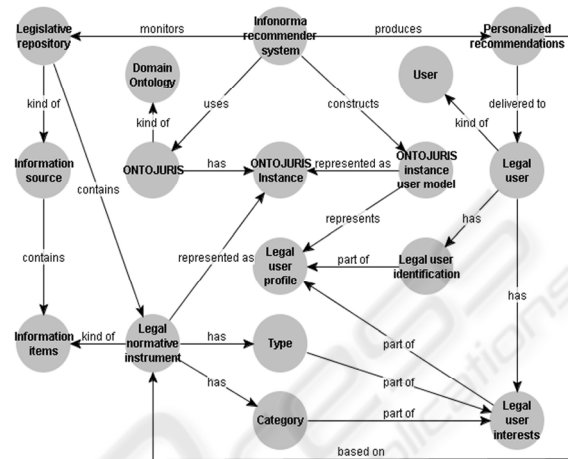 Legislative
repository
monitors
Infonorma
recommender
system
produces
Personalized
recommendations
Domain
Ontology
User
kind of
uses
constructs
kind of
delivered to
kind of
Information
source
contains
ONTOJURIS
has
ONTOJURIS
Instance
represented as
ONTOJURIS
instance
user model
Legal
user
contains
represented as
represents
has
Legal
user
profile
part of
Legal user
identification
has
Information
items
kind of
Legal
normative
instrument
has
Type
part of
has
part of
Category
part of
Legal
user
interests
based on